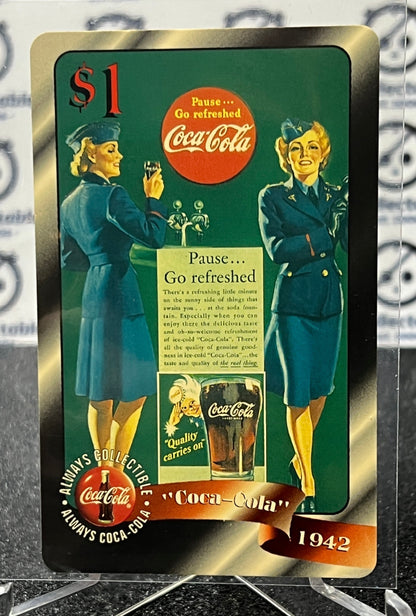 $1
Pause...
Go refreshed
Coca-Cola
Pause...
Go refreshed
There's a refreshing little minute
on the sunny side of things that
awaits you . . . at the soda foun-
tain. Especially when you can
enjoy there the delicious taste
and oh-so-welcome refreshment
of ice-cold "Coca-Cola". There's
all the quality of genuine good-
ness in ice-cold "Coca-Cola"...the
taste and quality of the real thing.
"Quality
carries on"
Coca-Cola
ALWAYS COLLECTIBLE •
ALWAYS COCA-COLA •
Coca-Cola
"Coca-Cola"
1942